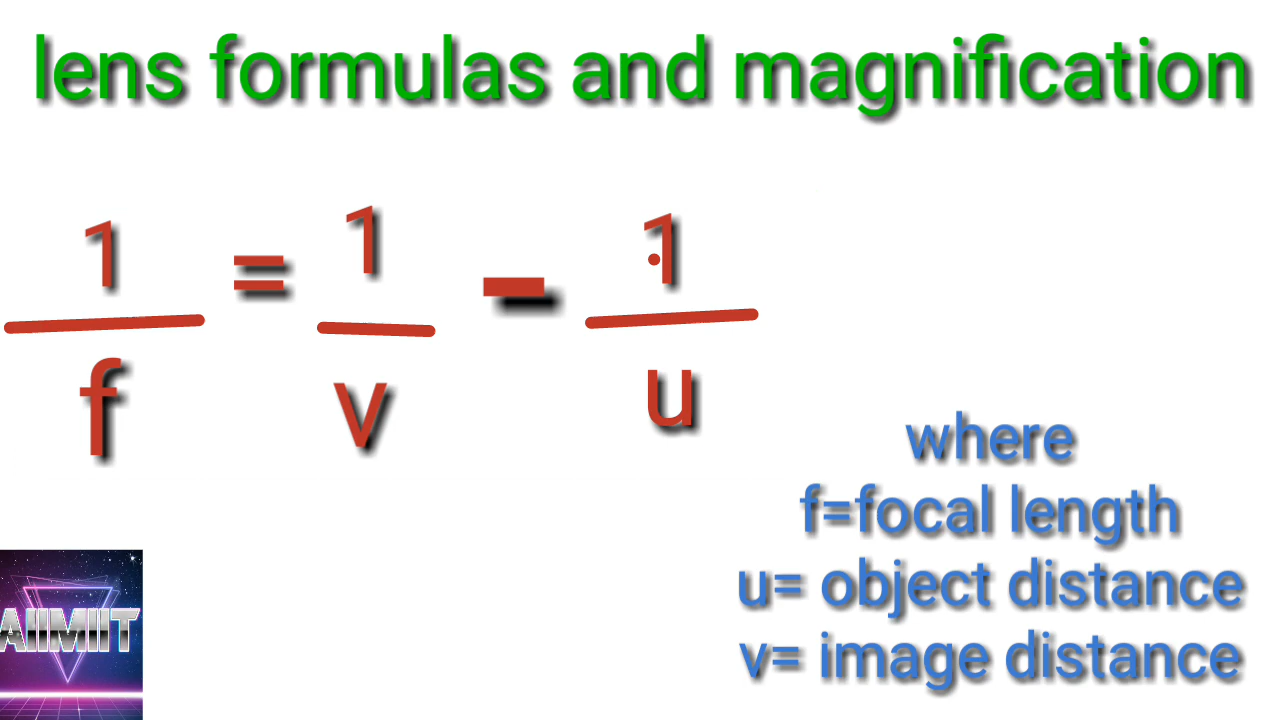 lens formulas and magnification
1 = 1 - 1
f v u
where
f=focal length
u= object distance
v= image distance
AIIMIIT